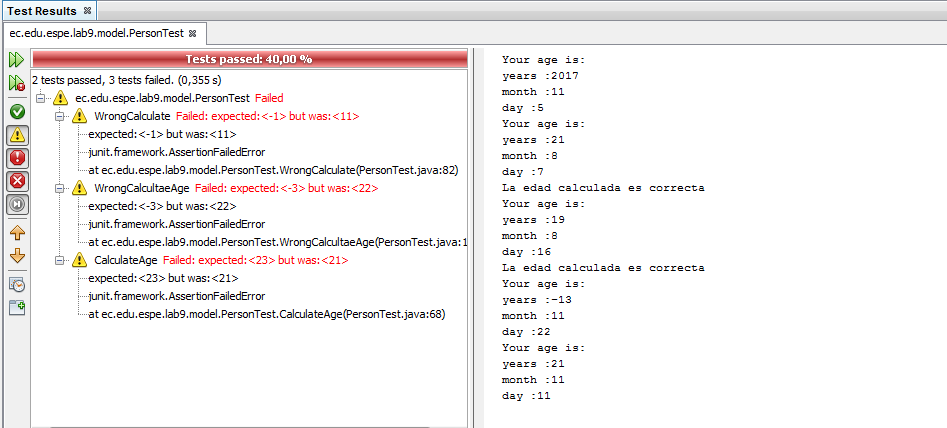 Test Results
ec.edu.espe.lab9.model.PersonTest
Tests passed: 40,00 %
2 tests passed, 3 tests failed. (0,355 s)
ec.edu.espe.lab9.model.PersonTest Failed
WrongCalculate Failed: expected:<-1> but was:<11>
expected:<-1> but was:<11>
junit.framework.AssertionFailedError
at ec.edu.espe.lab9.model.PersonTest.WrongCalculate(PersonTest.java:82)
WrongCalcultaeAge Failed: expected:<-3> but was:<22>
expected:<-3> but was:<22>
junit.framework.AssertionFailedError
at ec.edu.espe.lab9.model.PersonTest.WrongCalcultaeAge(PersonTest.java:1
CalculateAge Failed: expected:<23> but was:<21>
expected:<23> but was:<21>
junit.framework.AssertionFailedError
at ec.edu.espe.lab9.model.PersonTest.CalculateAge(PersonTest.java:68)
Your age is:
years :2017
month :11
day :5
Your age is:
years :21
month :8
day :7
La edad calculada es correcta
Your age is:
years :19
month :8
day :16
La edad calculada es correcta
Your age is:
years :-13
month :11
day :22
Your age is:
years :21
month :11
day :11